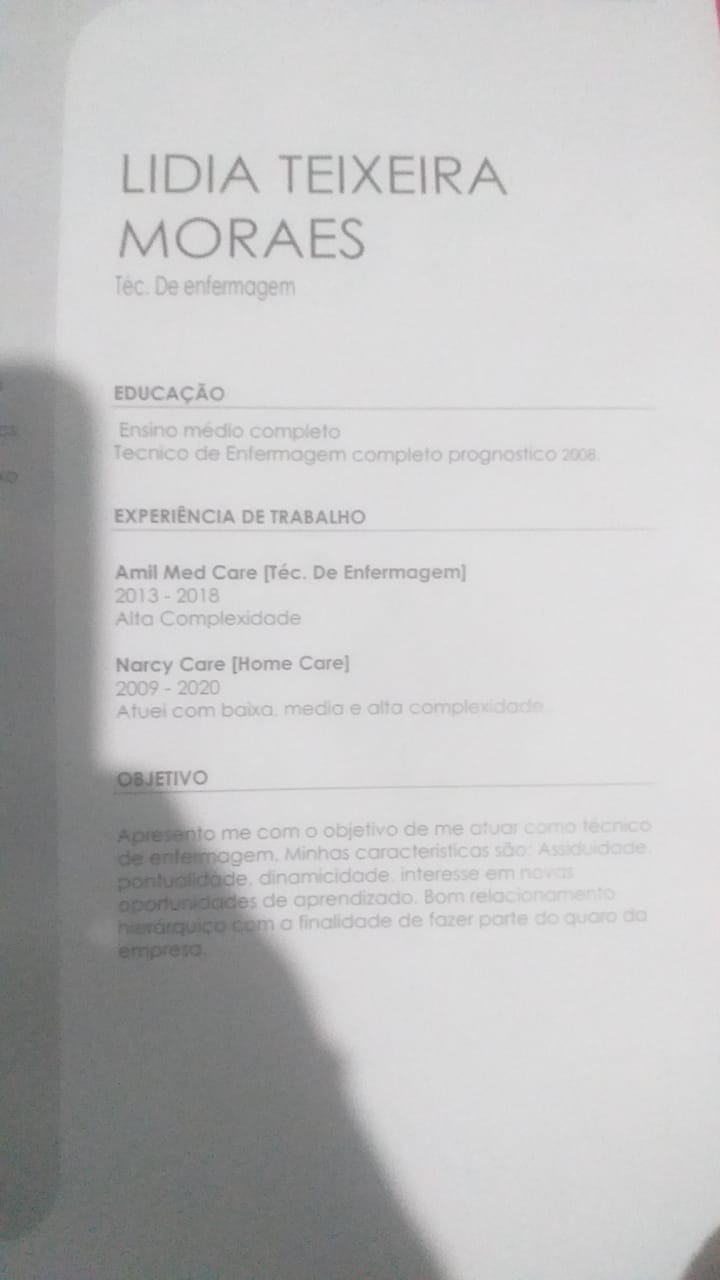 LIDIA TEIXEIRA
MORAES
Téc. De enfermagem
EDUCAÇÃO
Ensino médio completo
Tecnico de Enfermagem completo prognostico 2008.
EXPERIÊNCIA DE TRABALHO
Amil Med Care [Téc. De Enfermagem]
2013 - 2018
Alta Complexidade
Narcy Care [Home Care]
2009 - 2020
Atuei com baixa, media e alta complexidade.
OBJETIVO
Apresento me com o objetivo de me atuar como técnico
de enfermagem. Minhas caracteristicas são: Assiduidade,
pontualidade, dinamicidade, interesse em novas
oportunidades de aprendizado. Bom relacionamento
hierárquiço com a finalidade de fazer parte do quaro da
empresa.